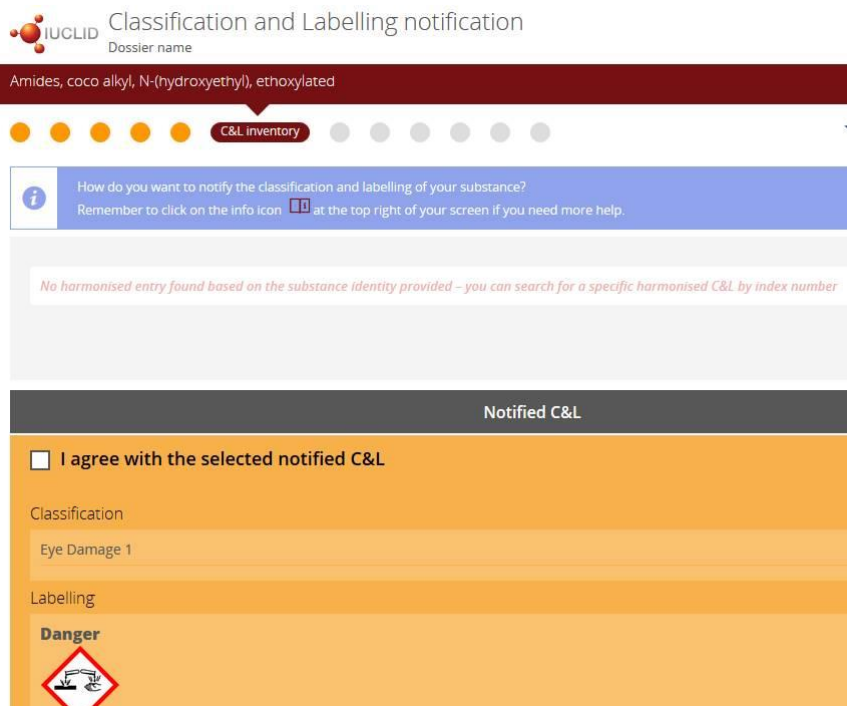 IUCLID
Classification and Labelling notification
Dossier name
Amides, coco alkyl, N-(hydroxyethyl), ethoxylated
C&L inventory
How do you want to notify the classification and labelling of your substance?
Remember to click on the info icon at the top right of your screen if you need more help.
No harmonised entry found based on the substance identity provided – you can search for a specific harmonised C&L by index number
Notified C&L
I agree with the selected notified C&L
Classification
Eye Damage 1
Labelling
Danger